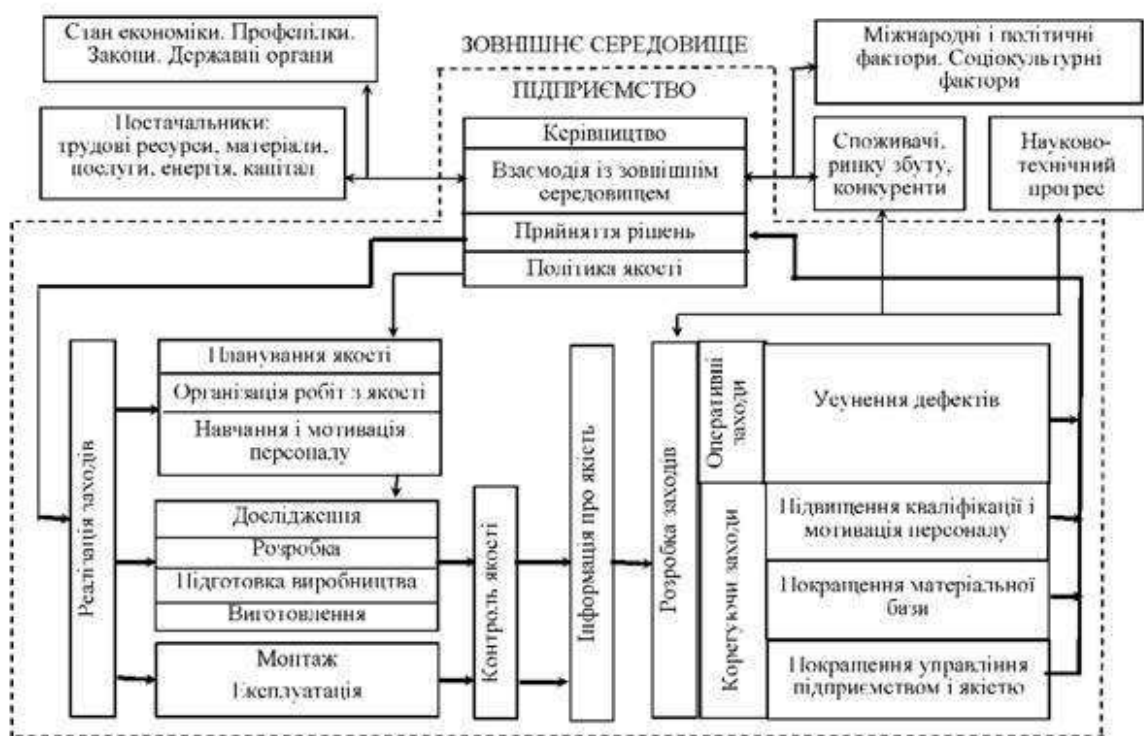 Стан економіки. Профспілки.
Закони. Державні органи
ЗОВНІШНЄ СЕРЕДОВИЩЕ
Міжнародні і політичні
фактори. Соціокультурні
фактори
ПІДПРИЄМСТВО
Постачальники:
трудові ресурси, матеріали,
послуги, енергія, капітал
Керівництво
Взаємодія із зовнішнім
середовищем
Прийняття рішень
Політика якості
Споживачі,
ринку збуту,
конкуренти
Науково-
технічний
прогрес
Реалізація заходів
Планування якості
Організація робіт з якості
Навчання і мотивація
персоналу
Дослідження
Розробка
Підготовка виробництва
Виготовлення
Монтаж
Експлуатація
Контроль якості
Інформація про якість
Розробка заходів
Оперативні
заходи
Корегуючи заходи
Усунення дефектів
Підвищення кваліфікації і
мотивація персоналу
Покращення матеріальної
бази
Покращення управління
підприємством і якістю